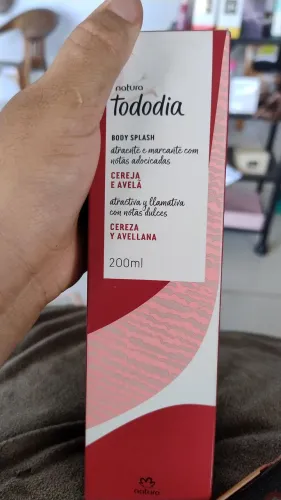 natura
tododia
BODY SPLASH
atraente e marcante com
notas adocicadas
CEREJA
E AVELÃ
atractiva y llamativa
con notas dulces
CEREZA
Y AVELLANA
200ml
natura